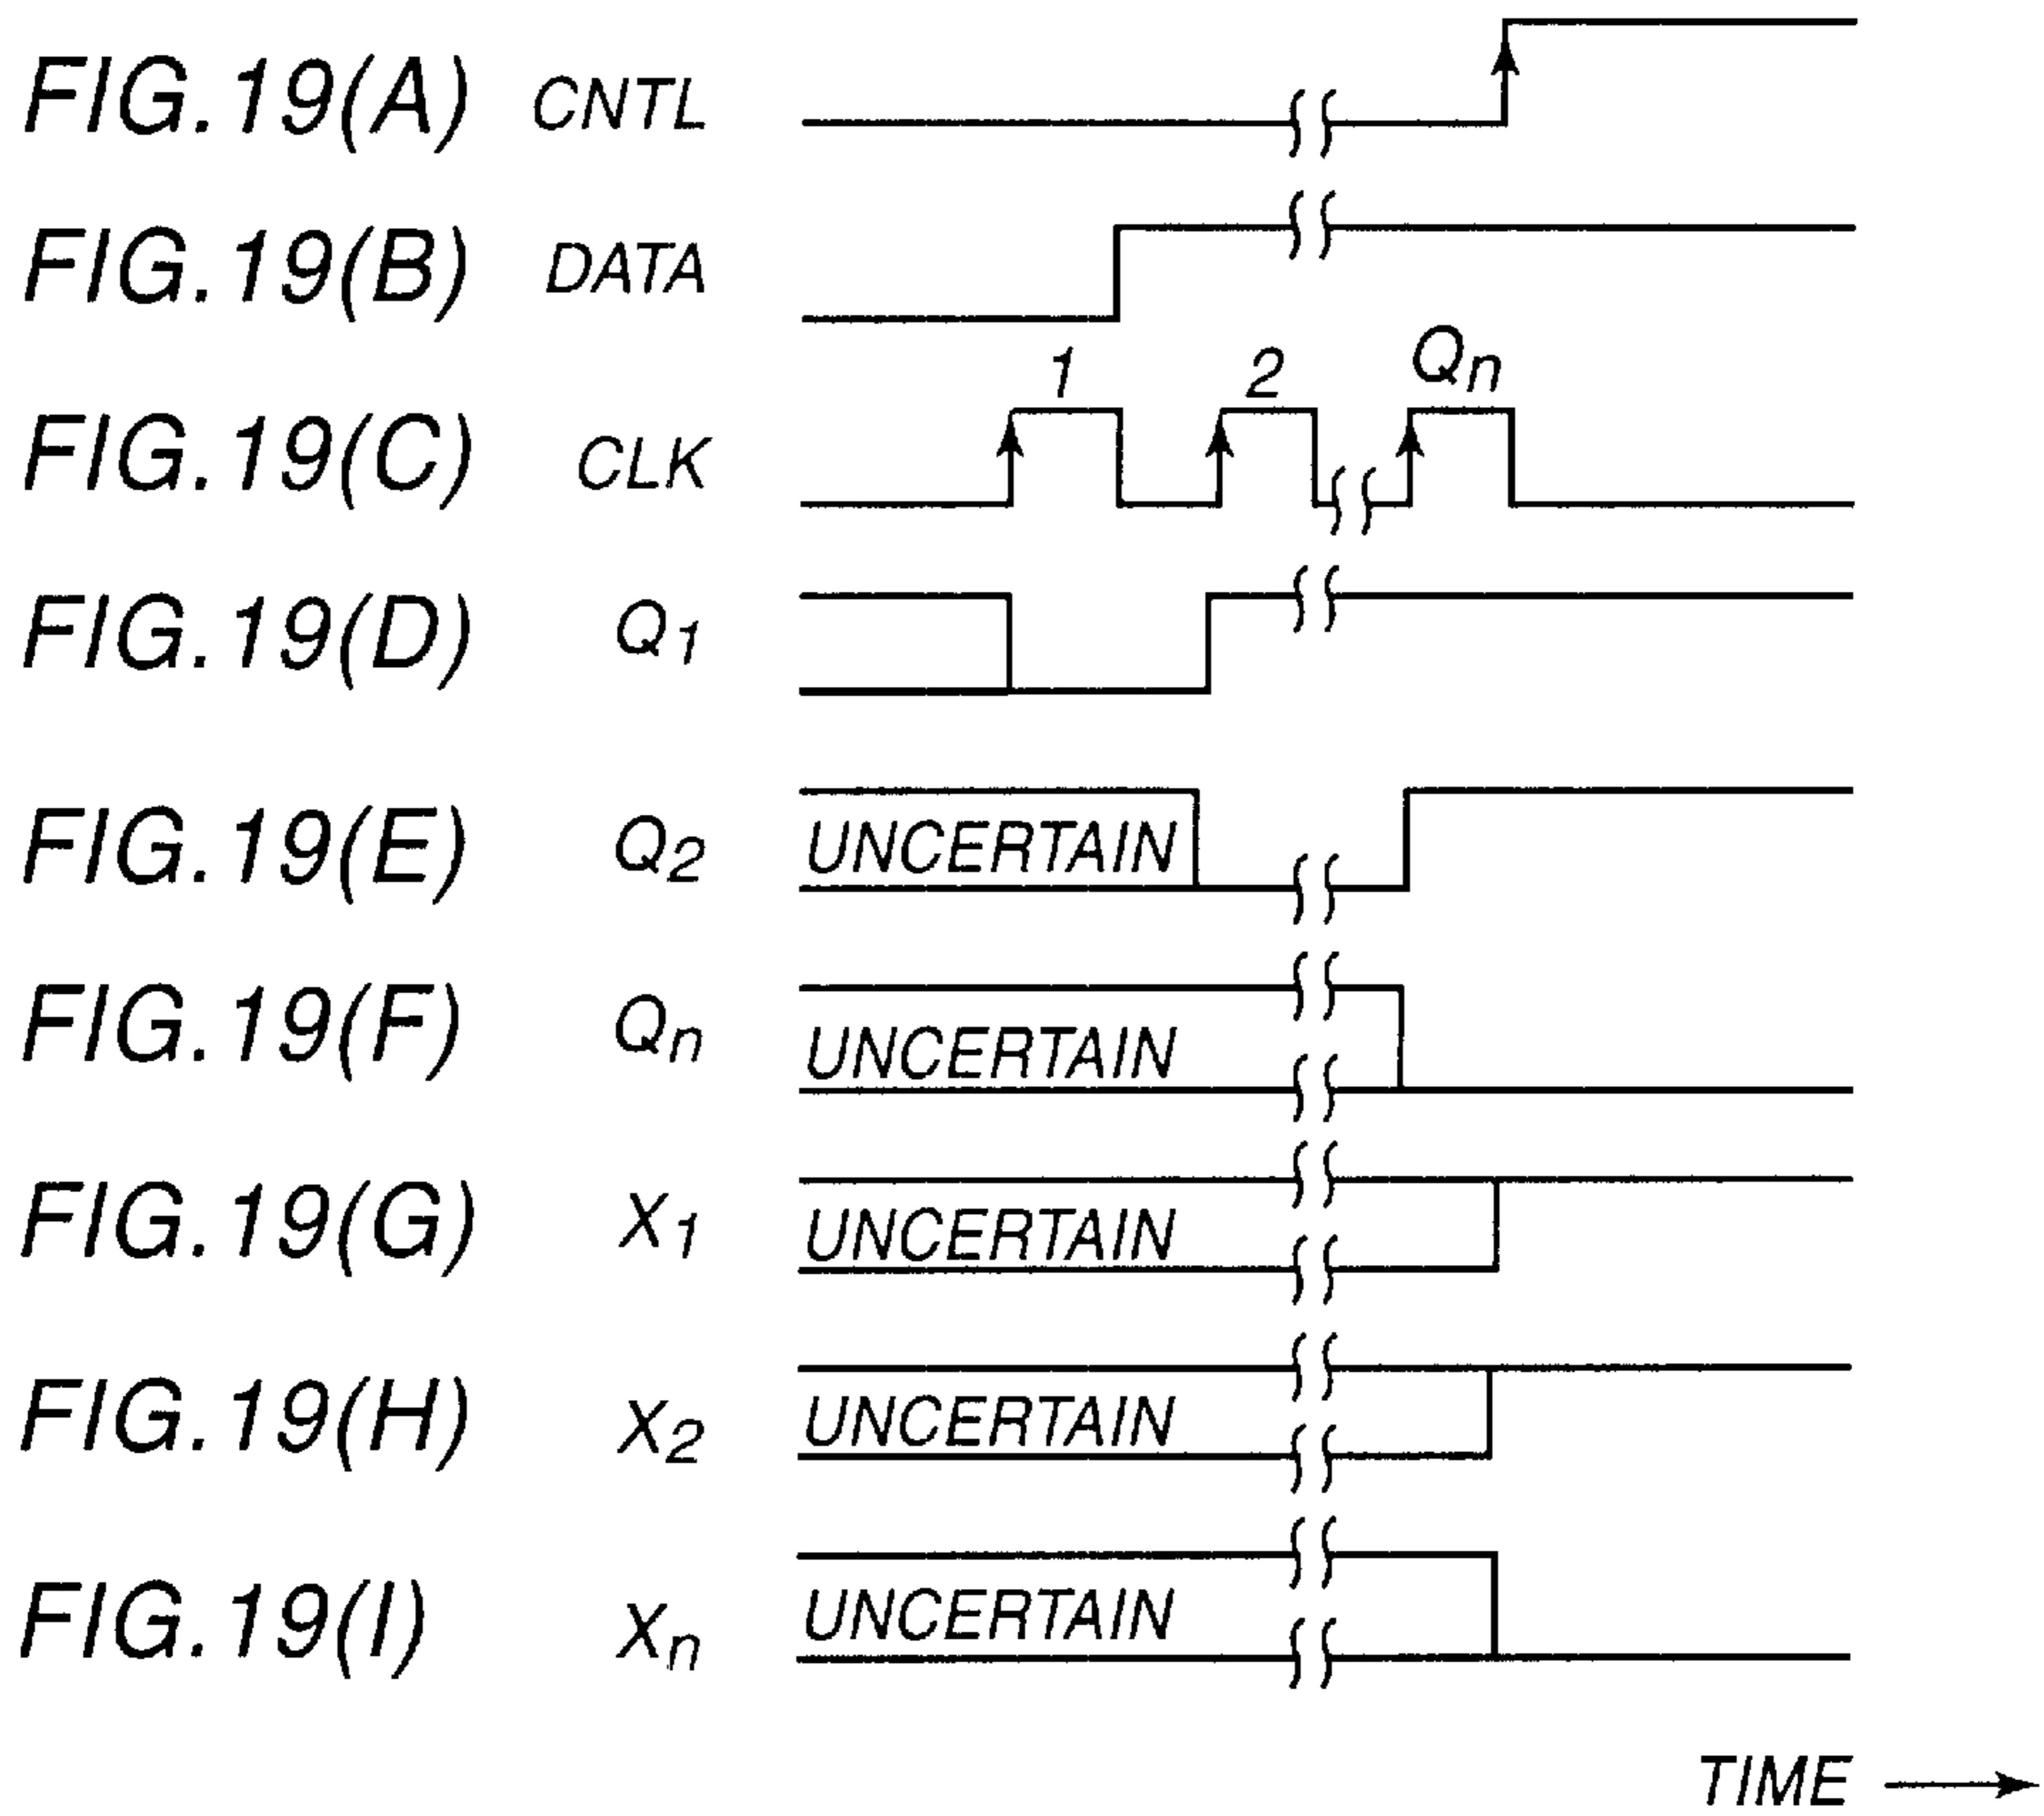 FIG. 19(A) CNTL
FIG. 19(B) DATA
1 2 Qn
FIG. 19(C) CLK
FIG. 19(D) Q1
FIG. 19(E) Q2 UNCERTAIN
FIG. 19(F) Qn UNCERTAIN
FIG. 19(G) X1 UNCERTAIN
FIG. 19(H) X2 UNCERTAIN
FIG. 19(I) Xn UNCERTAIN
TIME